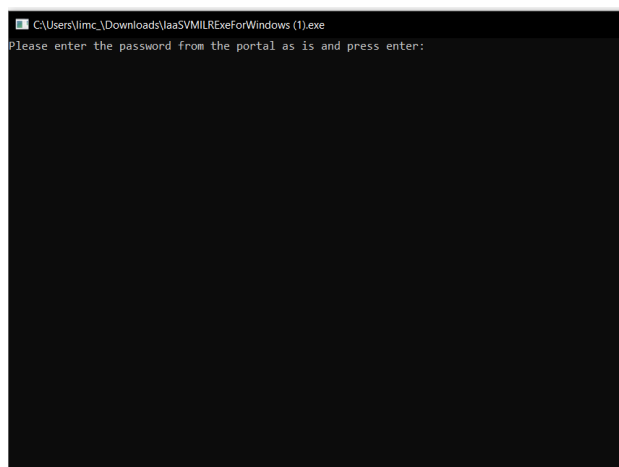 C:\Users\limc_\Downloads\IaaSVMILRExeForWindows (1).exe
Please enter the password from the portal as is and press enter: